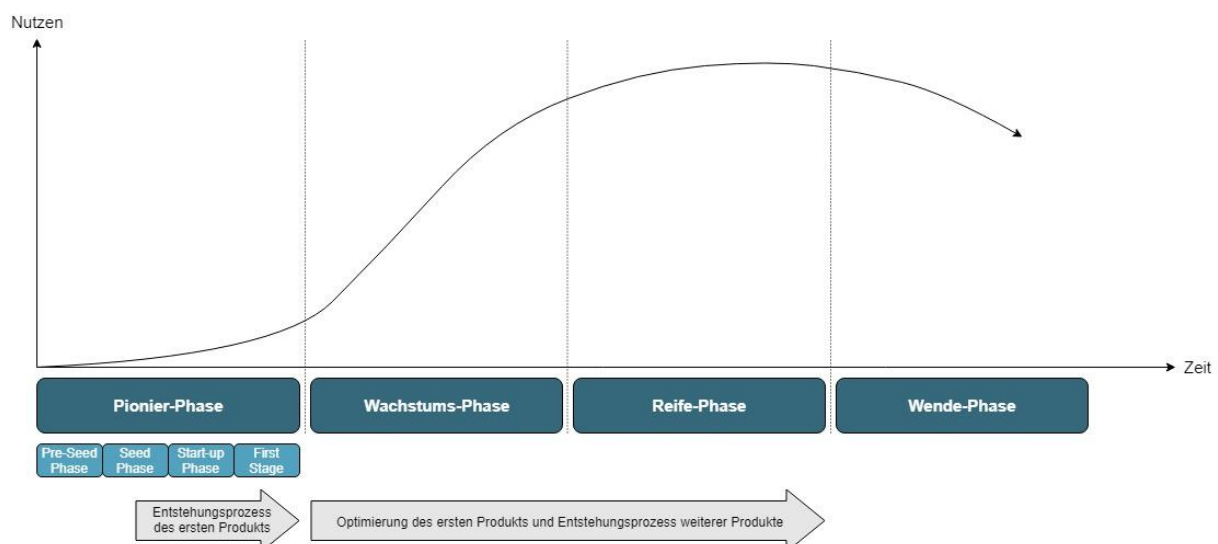 Nutzen
Zeit
Pionier-Phase
Wachstums-Phase
Reife-Phase
Wende-Phase
Pre-Seed
Phase
Seed
Phase
Start-up
Phase
First
Stage
Entstehungsprozess
des ersten Produkts
Optimierung des ersten Produkts und Entstehungsprozess weiterer Produkte